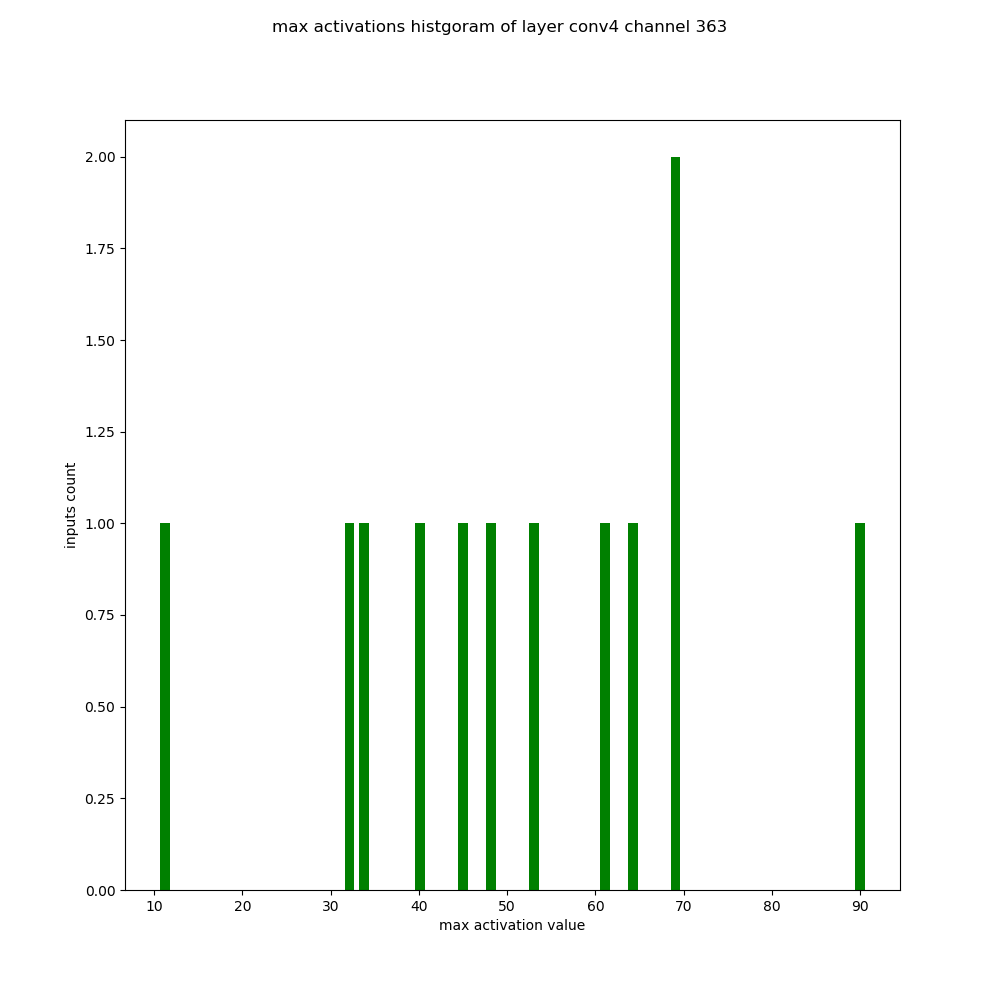 max activations histgoram of layer conv4 channel 363
2.00
1.75
1.50
1.25
1.00
0.75
0.50
0.25
0.00
inputs count
10 20 30 40 50 60 70 80 90
max activation value